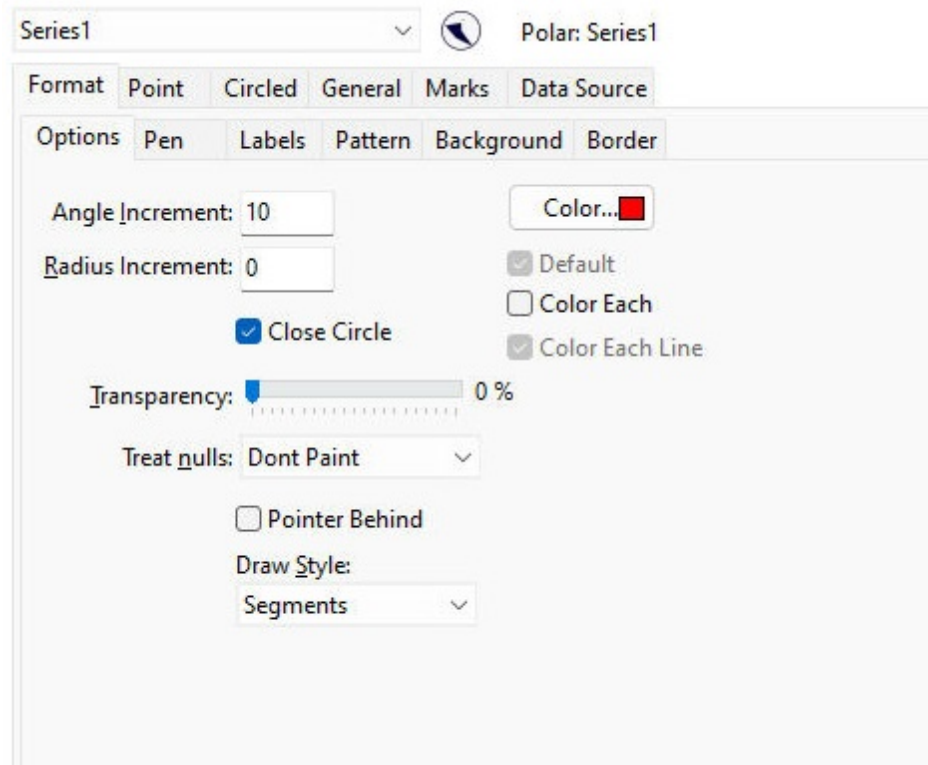 Series1 Polar: Series1
Format Point Circled General Marks Data Source
Options Pen Labels Pattern Background Border
Angle Increment: 10 Color...
Radius Increment: 0 Default
Color Each
Close Circle
Color Each Line
Transparency: 0 %
Treat nulls: Dont Paint
Pointer Behind
Draw Style:
Segments